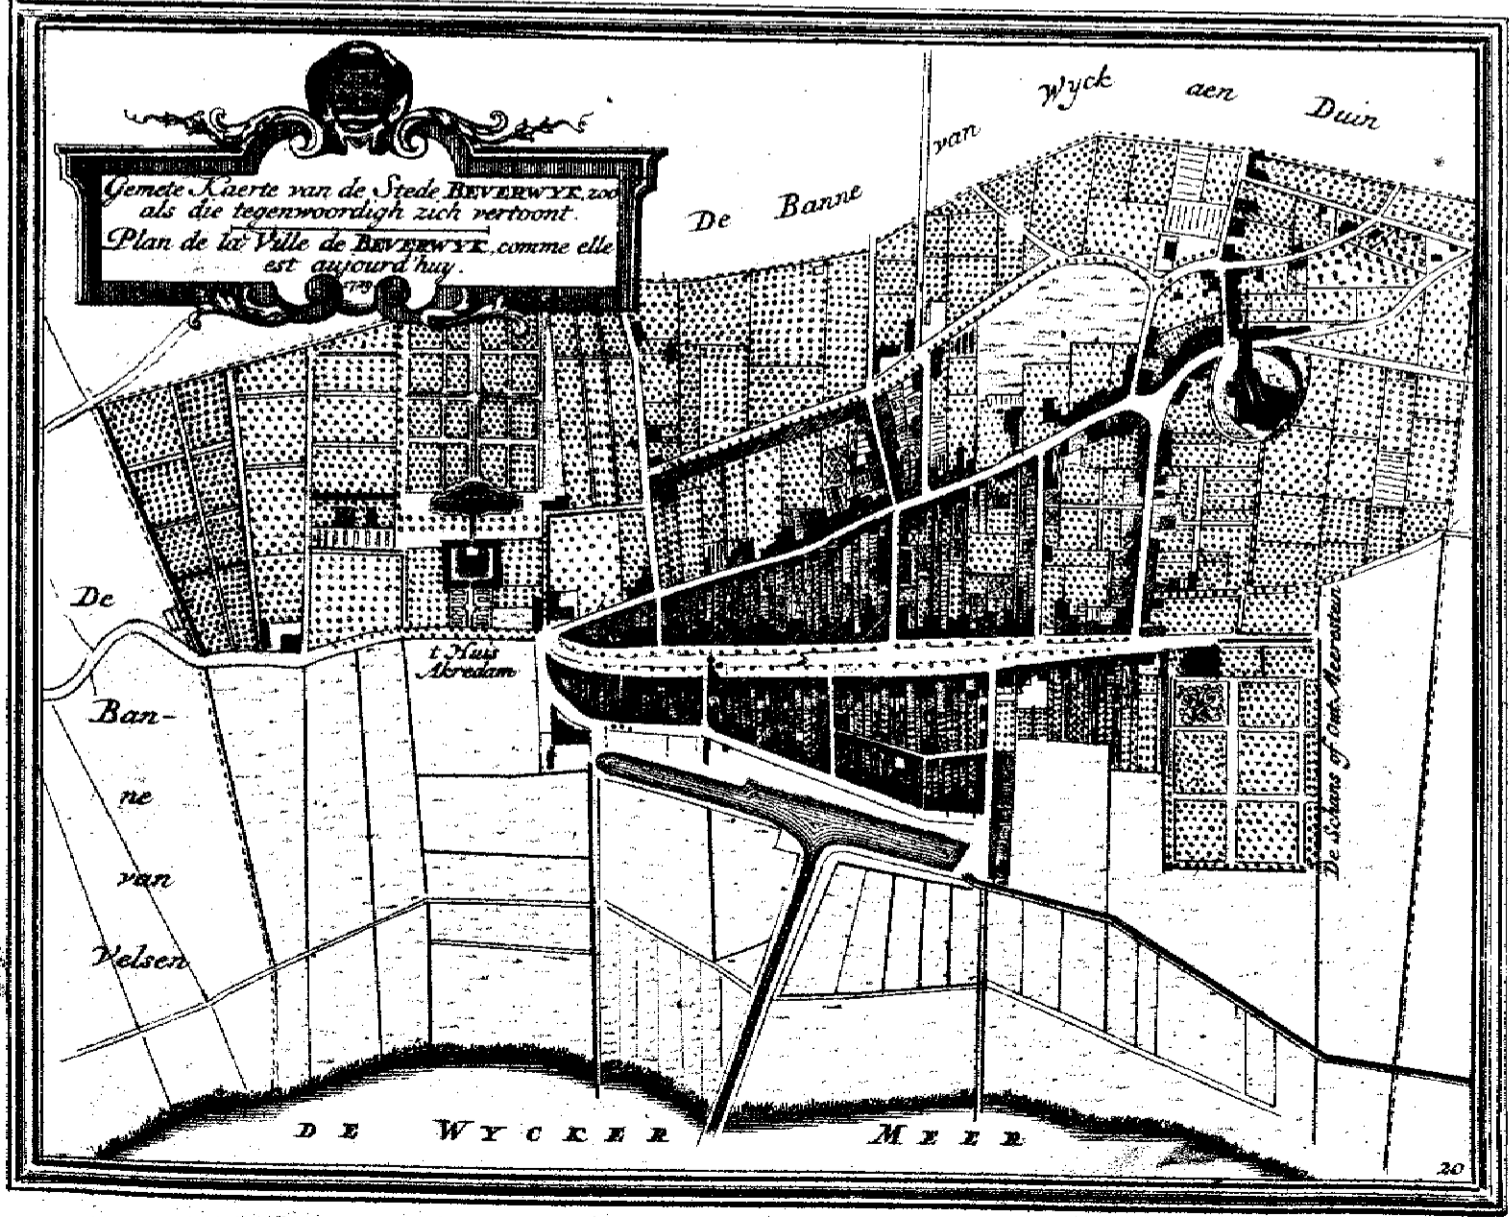 Gemete Kaerte van de Stede BEVERWYK, zoo
als die tegenwoordigh zich vertoont.
Plan de la Ville de BEVERWYK, comme elle
est aujourd'huy.
De Banne van Wyck aen Duin
De
Ban-
ne
van
Velsen
t Huis
Akredam
De Schans of Out Meerestein
DE WYCKER MEER
20